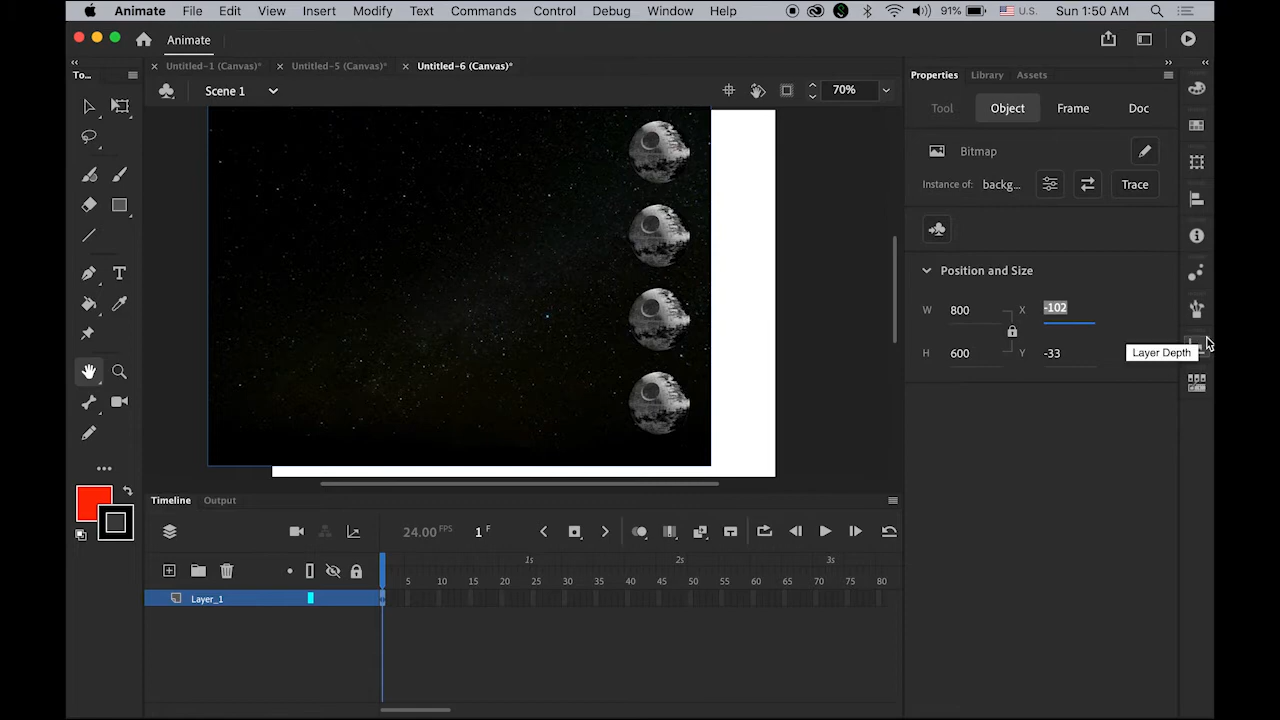 Animate File Edit View Insert Modify Text Commands Control Debug Window Help 91% U.S. Sun 1:50 AM
Animate
To...
Untitled-1 (Canvas)* Untitled-5 (Canvas)* Untitled-6 (Canvas)*
Scene 1 70%
Properties Library Assets
Tool Object Frame Doc
Bitmap
Instance of: backg... Trace
Position and Size
W 800 X -102
H 600 Y -33
Layer Depth
Timeline Output
24.00 FPS 1 F
1s 2s 3s
5 10 15 20 25 30 35 40 45 50 55 60 65 70 75 80
Layer_1